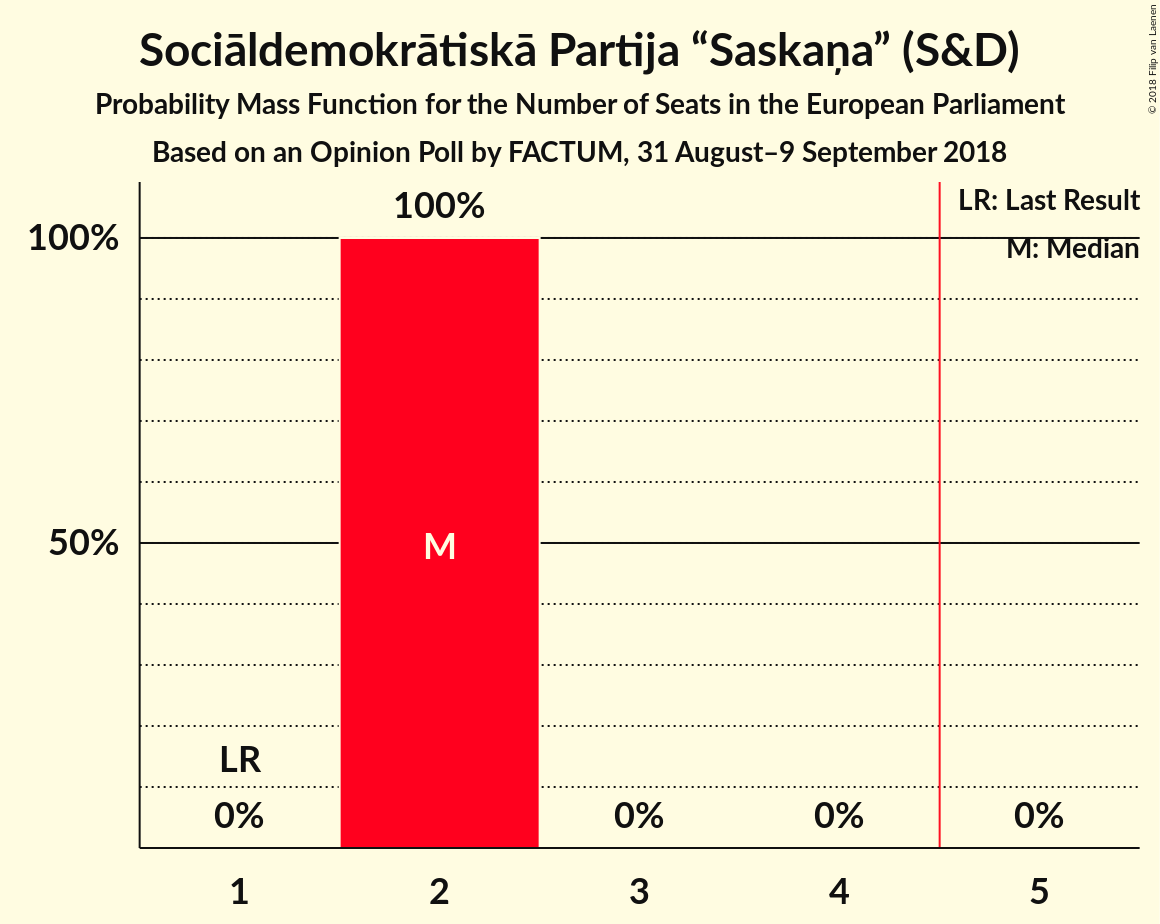 Sociāldemokrātiskā Partija “Saskaņa” (S&D)
Probability Mass Function for the Number of Seats in the European Parliament
Based on an Opinion Poll by FACTUM, 31 August–9 September 2018
© 2018 Filip van Laenen
LR: Last Result
M: Median
100%
100%
50%
M
LR
0%
0%
0%
0%
1
2
3
4
5